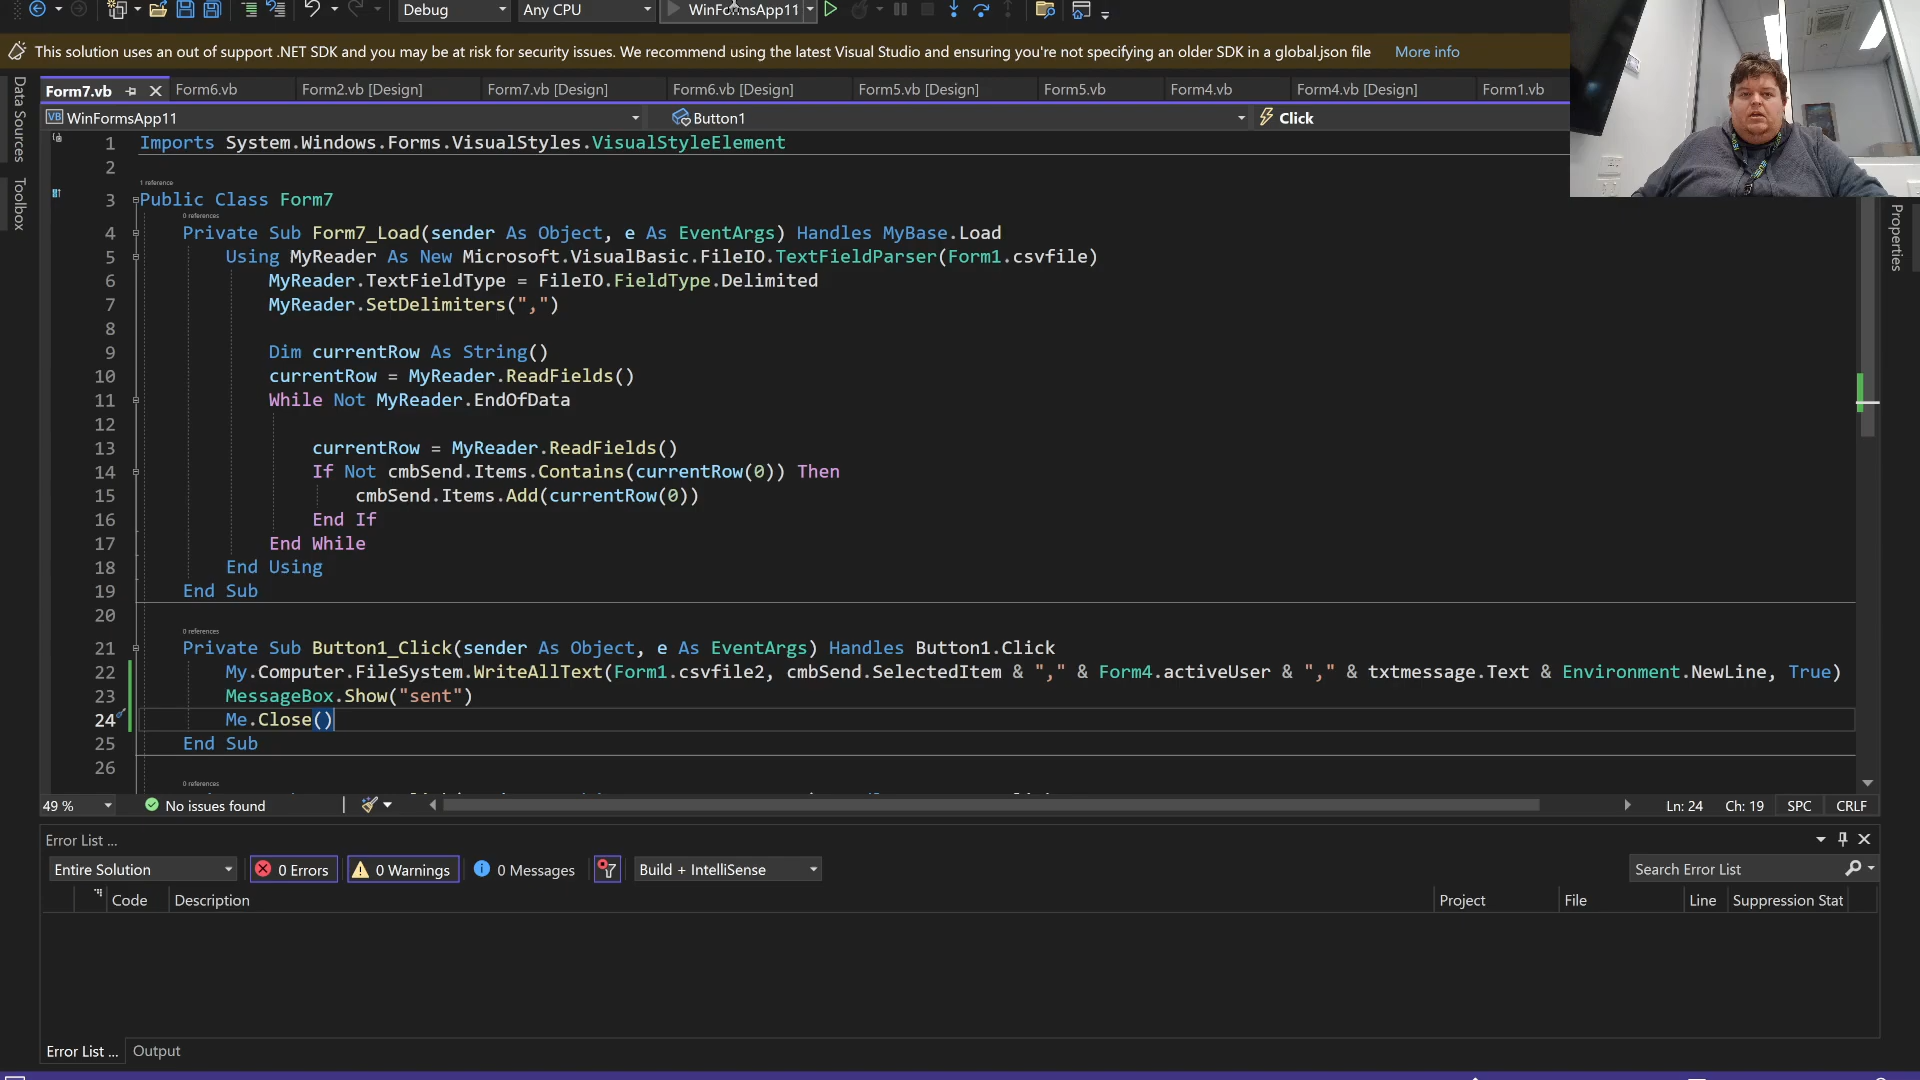 Debug Any CPU WinFormsApp11
This solution uses an out of support .NET SDK and you may be at risk for security issues. We recommend using the latest Visual Studio and ensuring you're not specifying an older SDK in a global.json file More info
Data Sources
Toolbox
Properties
Form7.vb Form6.vb Form2.vb [Design] Form7.vb [Design] Form6.vb [Design] Form5.vb [Design] Form5.vb Form4.vb Form4.vb [Design] Form1.vb
VB WinFormsApp11 Button1 Click
1 Imports System.Windows.Forms.VisualStyles.VisualStyleElement
2
1 reference
3 Public Class Form7
0 references
4 Private Sub Form7_Load(sender As Object, e As EventArgs) Handles MyBase.Load
5 Using MyReader As New Microsoft.VisualBasic.FileIO.TextFieldParser(Form1.csvfile)
6 MyReader.TextFieldType = FileIO.FieldType.Delimited
7 MyReader.SetDelimiters(",")
8
9 Dim currentRow As String()
10 currentRow = MyReader.ReadFields()
11 While Not MyReader.EndOfData
12
13 currentRow = MyReader.ReadFields()
14 If Not cmbSend.Items.Contains(currentRow(0)) Then
15 cmbSend.Items.Add(currentRow(0))
16 End If
17 End While
18 End Using
19 End Sub
20
0 references
21 Private Sub Button1_Click(sender As Object, e As EventArgs) Handles Button1.Click
22 My.Computer.FileSystem.WriteAllText(Form1.csvfile2, cmbSend.SelectedItem & "," & Form4.activeUser & "," & txtmessage.Text & Environment.NewLine, True)
23 MessageBox.Show("sent")
24 Me.Close()
25 End Sub
26
0 references
49 % No issues found Ln: 24 Ch: 19 SPC CRLF
Error List ...
Entire Solution 0 Errors 0 Warnings 0 Messages Build + IntelliSense Search Error List
Code Description Project File Line Suppression Stat
Error List ... Output